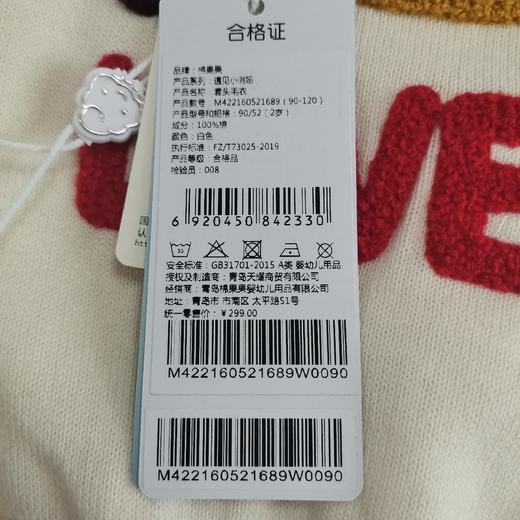 合格证
品牌：棉果果
产品系列：遇见小俏妞
产品名称：套头毛衣
产品款号：M422160521689 (90-120)
产品型号和规格：90/52（2岁）
成分：100%棉
颜色：白色
执行标准：FZ/T73025-2019
产品等级：合格品
检验员：008
6 920450 842330
安全标准：GB31701-2015 A类 婴幼儿用品
授权及制造商：青岛天耀商贸有限公司
经销商：青岛棉果果婴幼儿用品有限公司
地址：青岛市 市南区 太平路51号
统一零售价：￥299.00
M422160521689W0090
M422160521689W0090
国
认
htt
VE